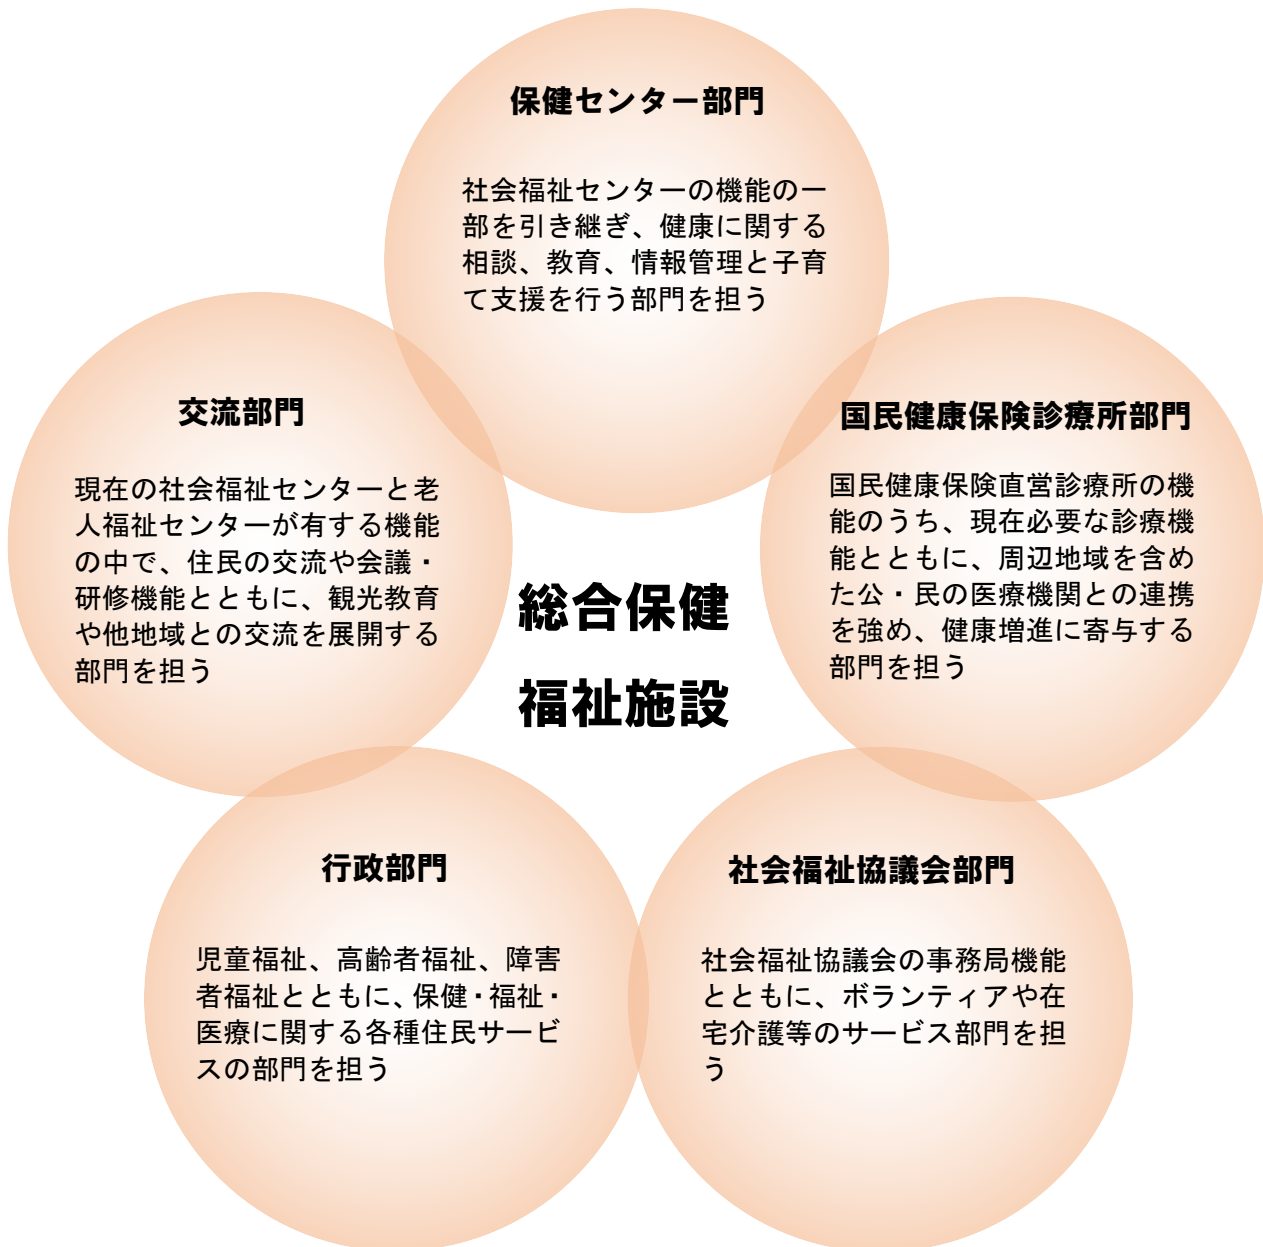 保健センター部門
社会福祉センターの機能の一
部を引き継ぎ、健康に関する
相談、教育、情報管理と子育
て支援を行う部門を担う
交流部門
現在の社会福祉センターと老
人福祉センターが有する機能
の中で、住民の交流や会議・
研修機能とともに、観光教育
や他地域との交流を展開する
部門を担う
国民健康保険診療所部門
国民健康保険直営診療所の機
能のうち、現在必要な診療機
能とともに、周辺地域を含め
た公・民の医療機関との連携
を強め、健康増進に寄与する
部門を担う
総合保健
福祉施設
行政部門
児童福祉、高齢者福祉、障害
者福祉とともに、保健・福祉・
医療に関する各種住民サービ
スの部門を担う
社会福祉協議会部門
社会福祉協議会の事務局機能
とともに、ボランティアや在
宅介護等のサービス部門を担
う